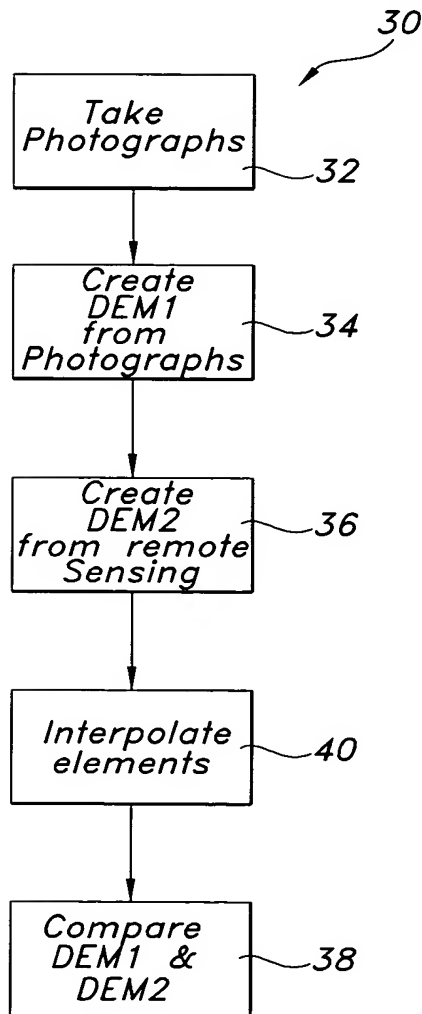 30
Take
Photographs
32
Create
DEM1
from
Photographs
34
Create
DEM2
from remote
Sensing
36
Interpolate
elements
40
Compare
DEM1 &
DEM2
38